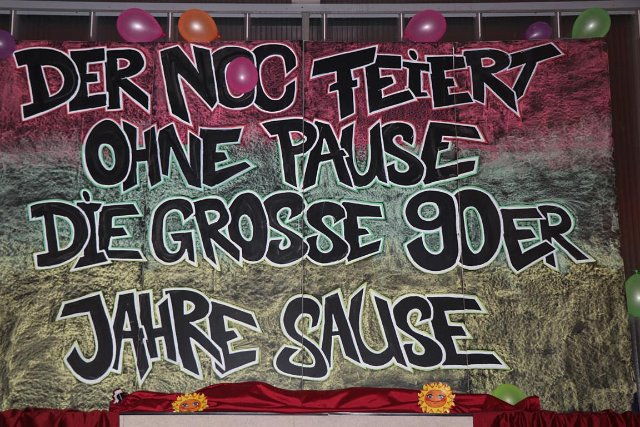 DER NCC FEIERT
OHNE PAUSE
DIE GROSSE 90ER
JAHRE SAUSE